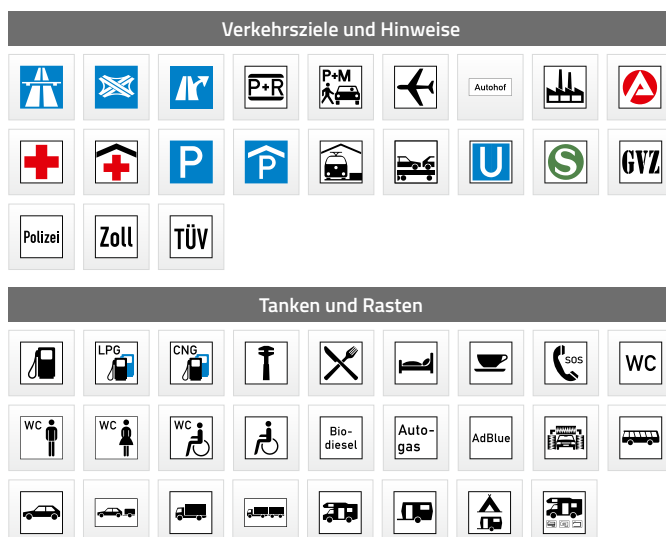 Verkehrsziele und Hinweise
P+R
P+M
Autohof
P
P
U
S
GVZ
Polizei
Zoll
TÜV
Tanken und Rasten
LPG
CNG
SOS
WC
WC
WC
WC
Bio-
diesel
Auto-
gas
AdBlue